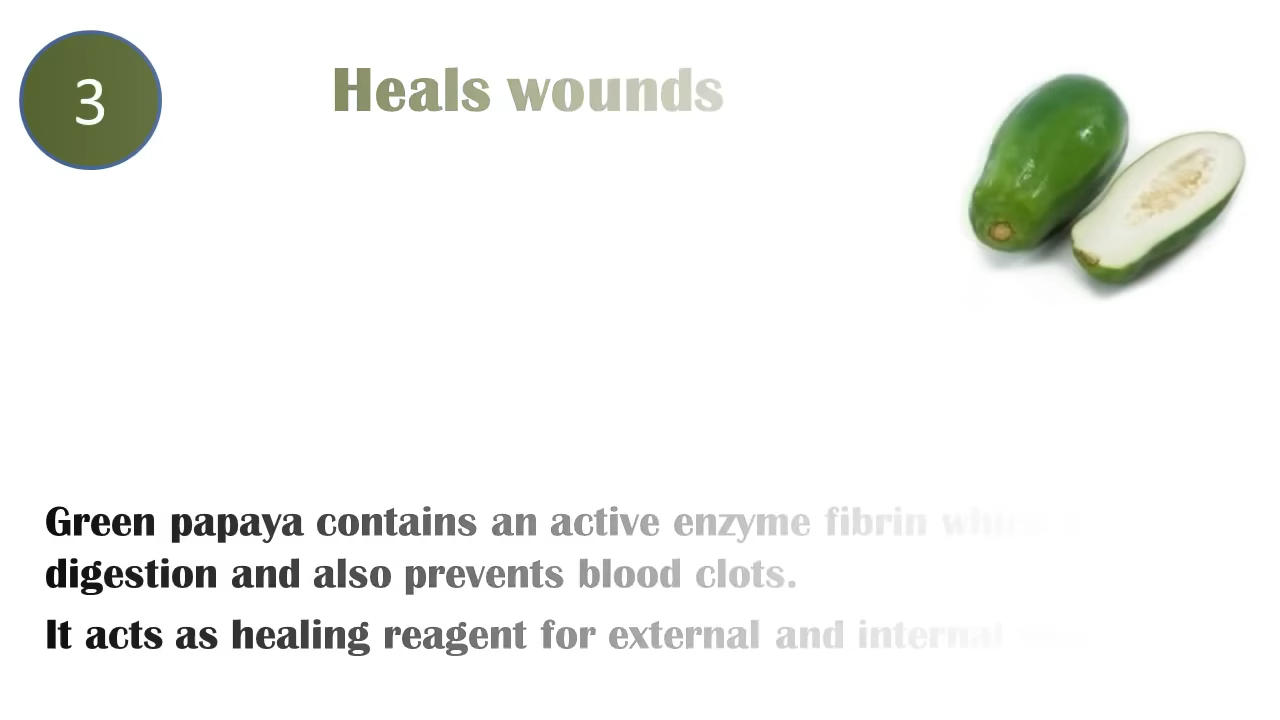 3
Heals wounds
Green papaya contains an active enzyme fibrin
digestion and also prevents blood clots.
It acts as healing reagent for external and internal